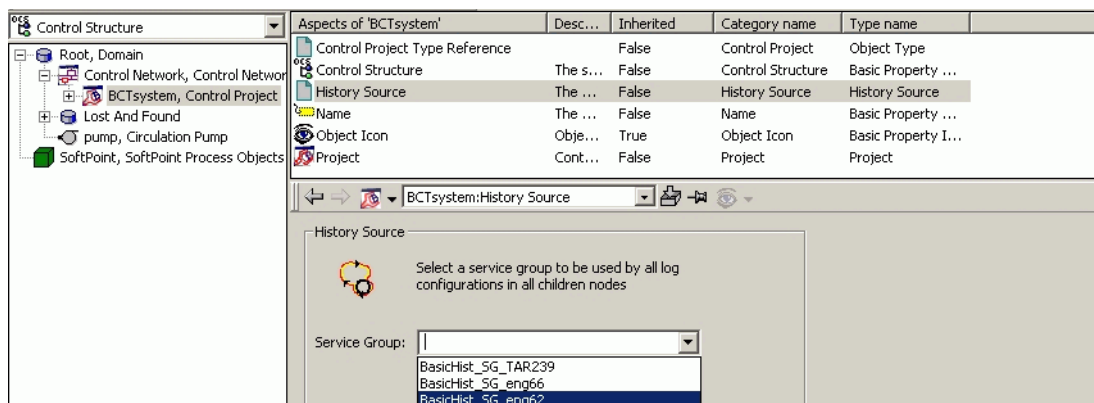 Control Structure
Root, Domain
Control Network, Control Networ
BCTsystem, Control Project
Lost And Found
pump, Circulation Pump
SoftPoint, SoftPoint Process Objects
Aspects of 'BCTsystem' Desc... Inherited Category name Type name
Control Project Type Reference False Control Project Object Type
Control Structure The s... False Control Structure Basic Property ...
History Source The ... False History Source History Source
Name The ... False Name Basic Property ...
Object Icon Obje... True Object Icon Basic Property I...
Project Cont... False Project Project
BCTsystem:History Source
History Source
Select a service group to be used by all log
configurations in all children nodes
Service Group:
BasicHist_SG_TAR239
BasicHist_SG_eng66
BasicHist_SG_eng62